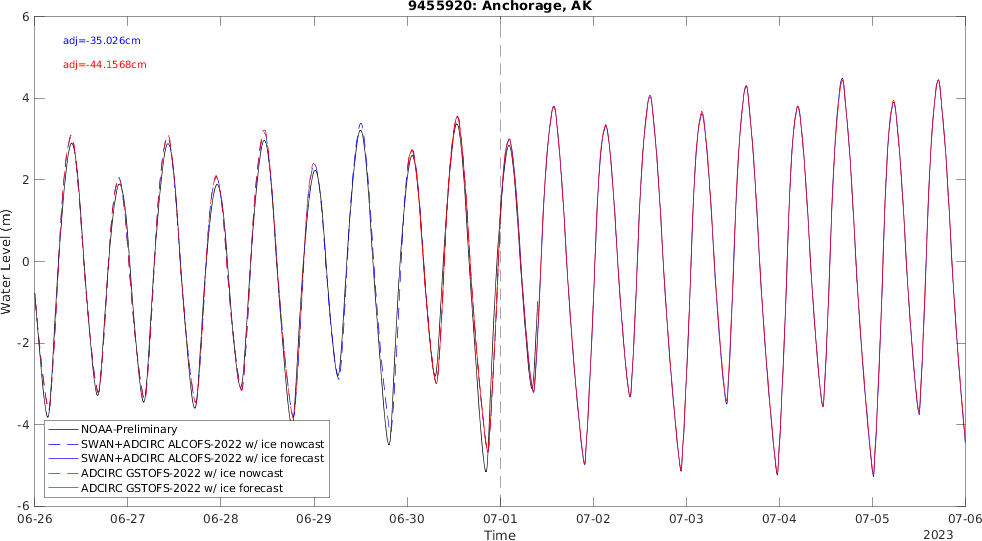 9455920: Anchorage, AK
adj=-35.026cm
adj=-44.1568cm
6
4
2
0
-2
-4
-6
Water Level (m)
NOAA-Preliminary
SWAN+ADCIRC ALCOFS-2022 w/ ice nowcast
SWAN+ADCIRC ALCOFS-2022 w/ ice forecast
ADCIRC GSTOFS-2022 w/ ice nowcast
ADCIRC GSTOFS-2022 w/ ice forecast
06-26 06-27 06-28 06-29 06-30 07-01 07-02 07-03 07-04 07-05 07-06
Time
2023